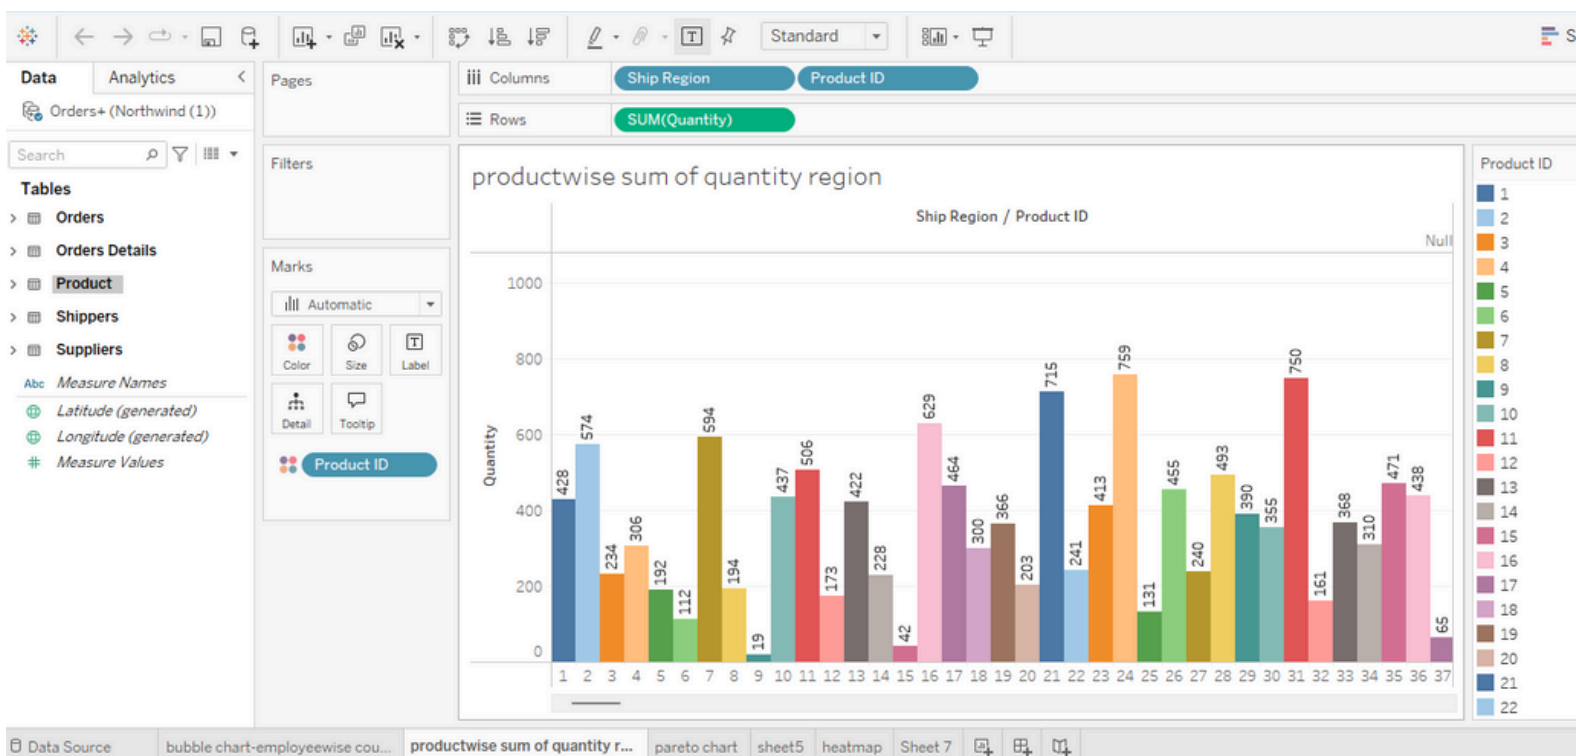 Standard
S
Data
Analytics
Orders+ (Northwind (1))
Search
Tables
Orders
Orders Details
Product
Shippers
Suppliers
Abc Measure Names
Latitude (generated)
Longitude (generated)
# Measure Values
Pages
Filters
Marks
Automatic
Color
Size
T
Label
Detail
Tooltip
Product ID
iii Columns
Ship Region
Product ID
Rows
SUM(Quantity)
productwise sum of quantity region
Ship Region / Product ID
Null
Quantity
1000
800
600
400
200
0
428 574 234 306 192 112 594 194 19 437 506 173 422 228 42 629 464 300 366 203 715 241 413 759 131 455 240 493 390 355 750 161 368 310 471 438 65
1 2 3 4 5 6 7 8 9 10 11 12 13 14 15 16 17 18 19 20 21 22 23 24 25 26 27 28 29 30 31 32 33 34 35 36 37
Product ID
1
2
3
4
5
6
7
8
9
10
11
12
13
14
15
16
17
18
19
20
21
22
Data Source
bubble chart-employeewise cou...
productwise sum of quantity r...
pareto chart
sheet5
heatmap
Sheet 7